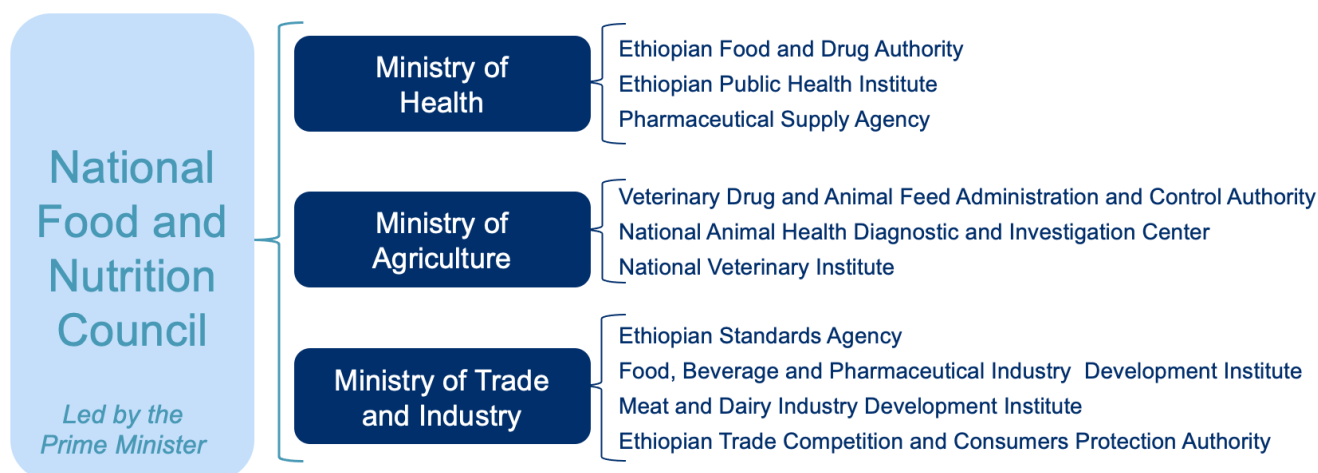 National
Food and
Nutrition
Council
Led by the
Prime Minister
Ministry of
Health
Ethiopian Food and Drug Authority
Ethiopian Public Health Institute
Pharmaceutical Supply Agency
Ministry of
Agriculture
Veterinary Drug and Animal Feed Administration and Control Authority
National Animal Health Diagnostic and Investigation Center
National Veterinary Institute
Ministry of Trade
and Industry
Ethiopian Standards Agency
Food, Beverage and Pharmaceutical Industry  Development Institute
Meat and Dairy Industry Development Institute
Ethiopian Trade Competition and Consumers Protection Authority